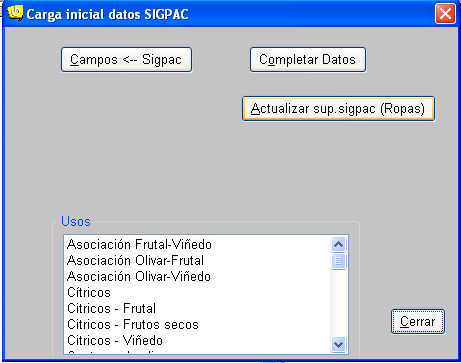 Carga inicial datos SIGPAC
Campos <-- Sigpac
Completar Datos
Actualizar sup.sigpac (Ropas)
Usos
Asociación Frutal-Viñedo
Asociación Olivar-Frutal
Asociación Olivar-Viñedo
Cítricos
Citricos - Frutal
Citricos - Frutos secos
Citricos - Viñedo
Cerrar